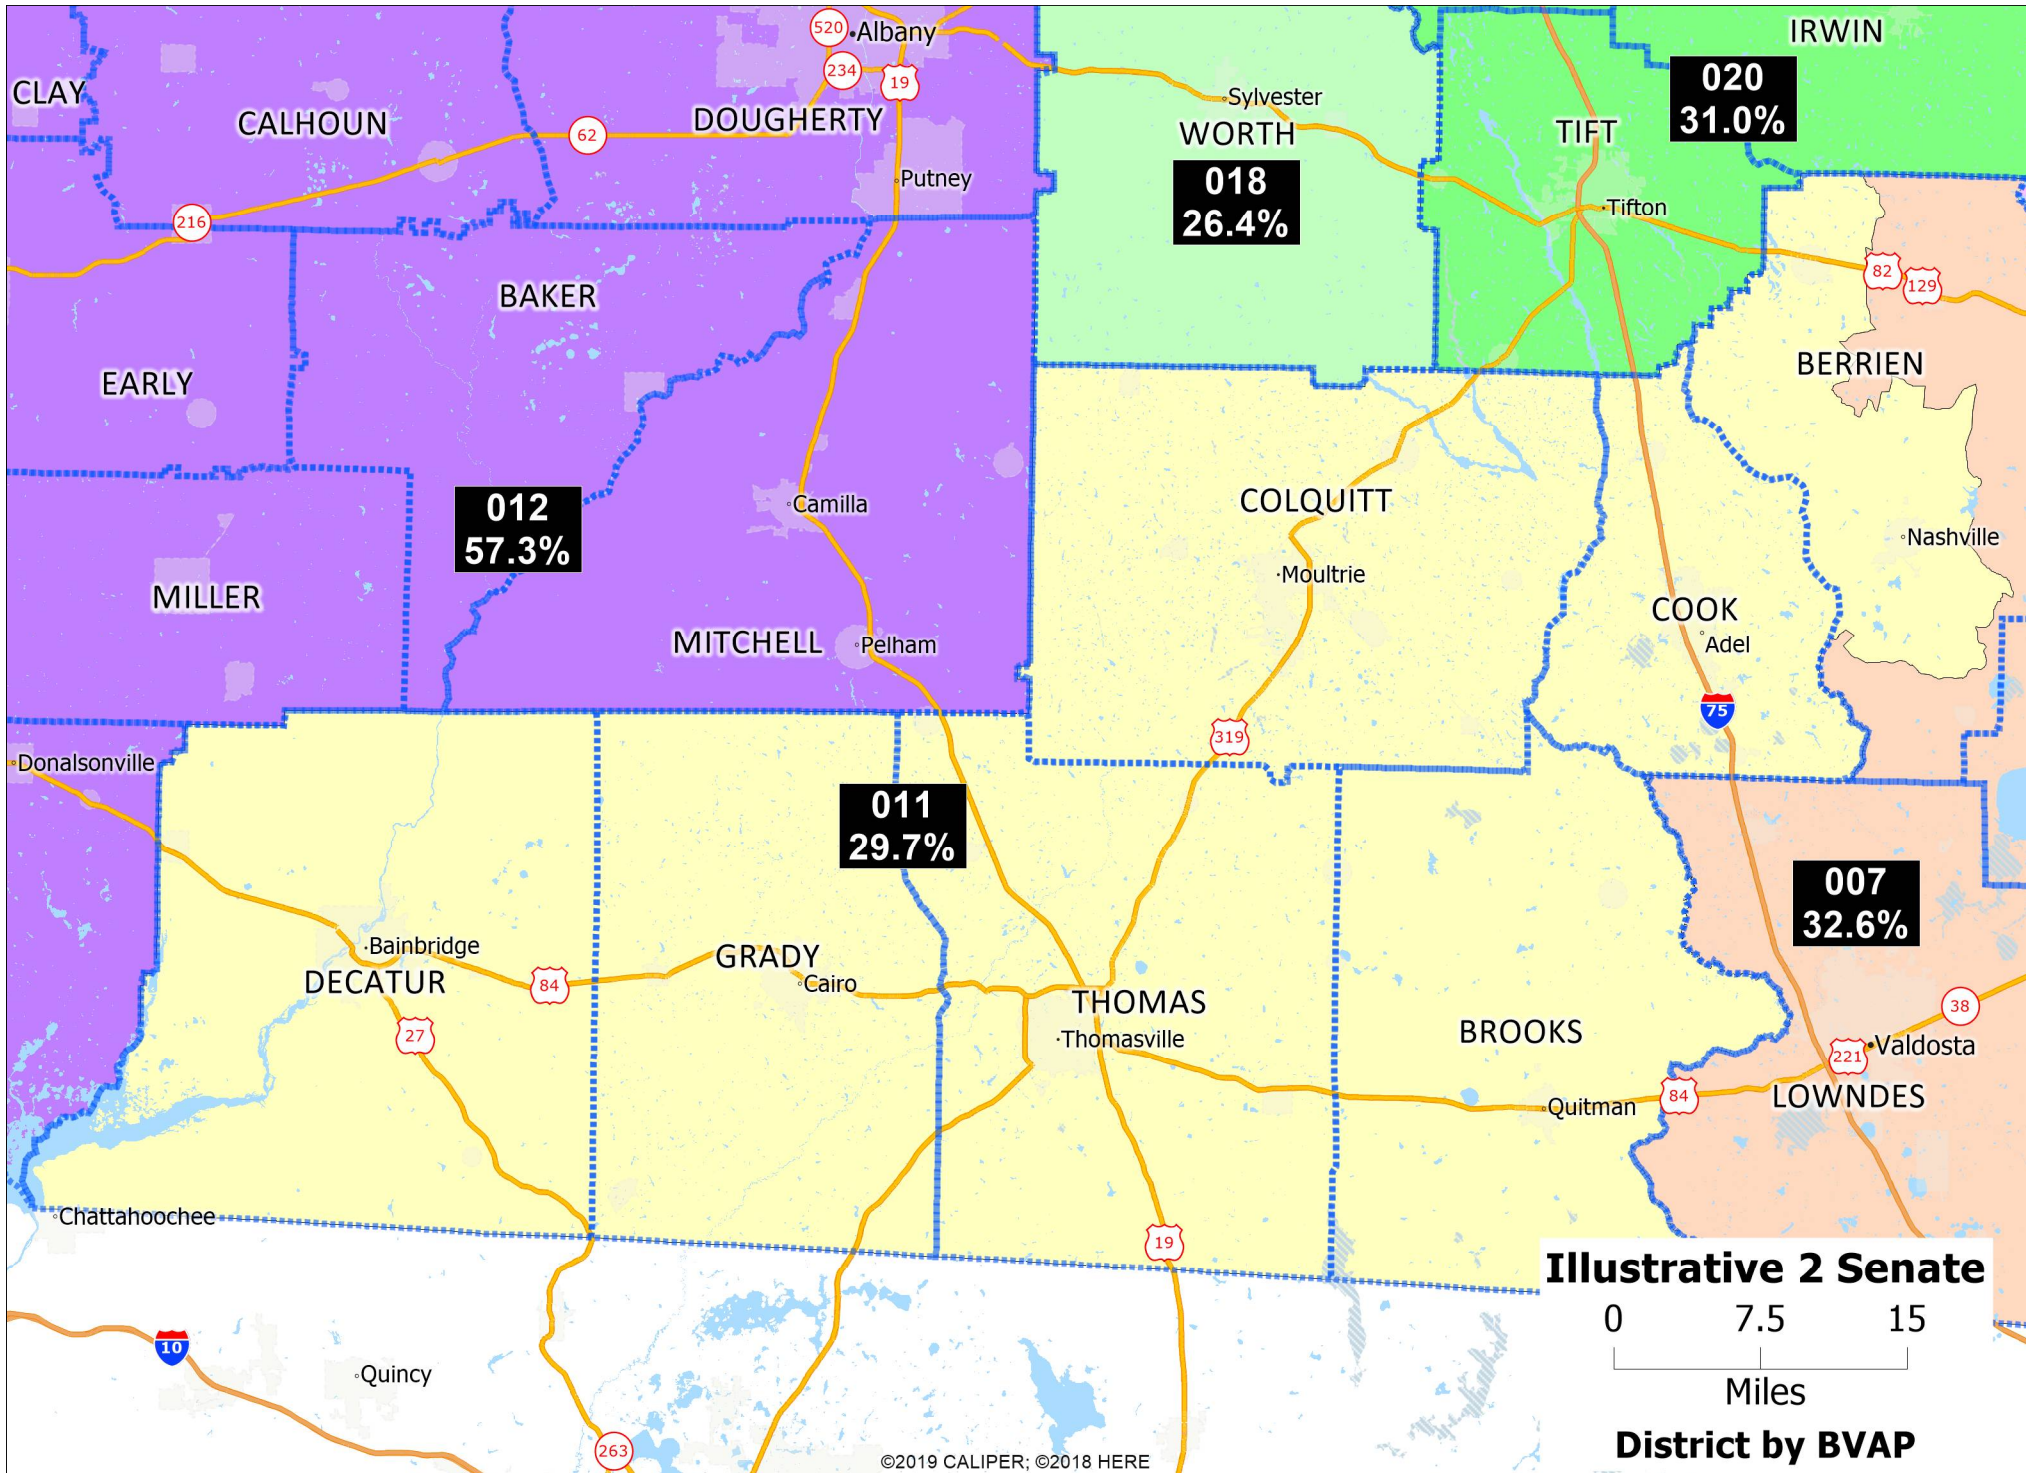 520
Albany
IRWIN
234
19
020
31.0%
CLAY
CALHOUN
62
DOUGHERTY
Sylvester
WORTH
TIFT
018
26.4%
Putney
216
Tifton
82
129
BAKER
EARLY
BERRIEN
012
57.3%
Camilla
COLQUITT
Nashville
Moultrie
MILLER
MITCHELL
Pelham
COOK
Adel
75
319
Donalsonville
011
29.7%
007
32.6%
Bainbridge
DECATUR
84
GRADY
Cairo
THOMAS
Thomasville
27
BROOKS
38
221
Valdosta
84
LOWNDES
Quitman
Chattahoochee
19
Illustrative 2 Senate
0 7.5 15
Miles
District by BVAP
10
Quincy
263
©2019 CALIPER; ©2018 HERE